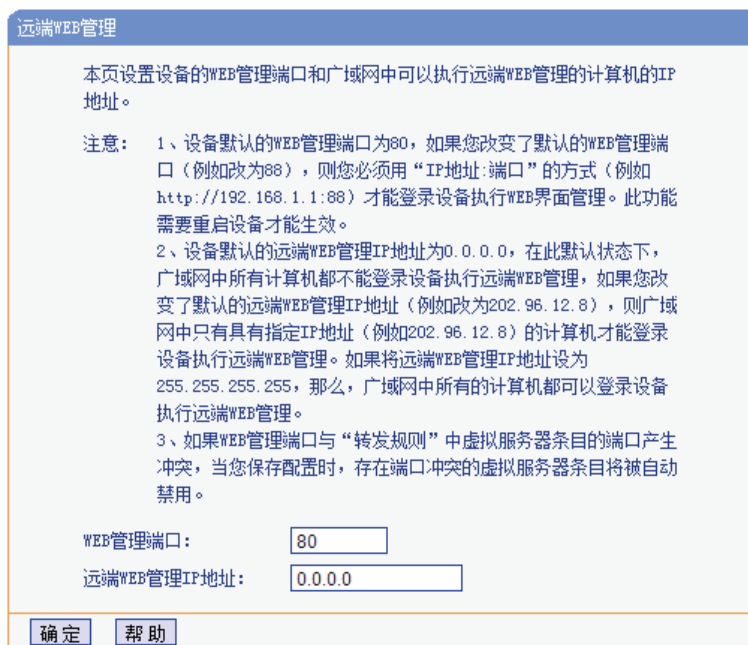 远端WEB管理
本页设置设备的WEB管理端口和广域网中可以执行远端WEB管理的计算机的IP
地址。
注意: 1、设备默认的WEB管理端口为80，如果您改变了默认的WEB管理端
口（例如改为88），则您必须用“IP地址:端口”的方式（例如
http://192.168.1.1:88）才能登录设备执行WEB界面管理。此功能
需要重启设备才能生效。
2、设备默认的远端WEB管理IP地址为0.0.0.0，在此默认状态下，
广域网中所有计算机都不能登录设备执行远端WEB管理，如果您改
变了默认的远端WEB管理IP地址（例如改为202.96.12.8），则广域
网中只有具有指定IP地址（例如202.96.12.8）的计算机才能登录
设备执行远端WEB管理。如果将远端WEB管理IP地址设为
255.255.255.255，那么，广域网中所有的计算机都可以登录设备
执行远端WEB管理。
3、如果WEB管理端口与“转发规则”中虚拟服务器条目的端口产生
冲突，当您保存配置时，存在端口冲突的虚拟服务器条目将被自动
禁用。
WEB管理端口: 80
远端WEB管理IP地址: 0.0.0.0
确定 帮助